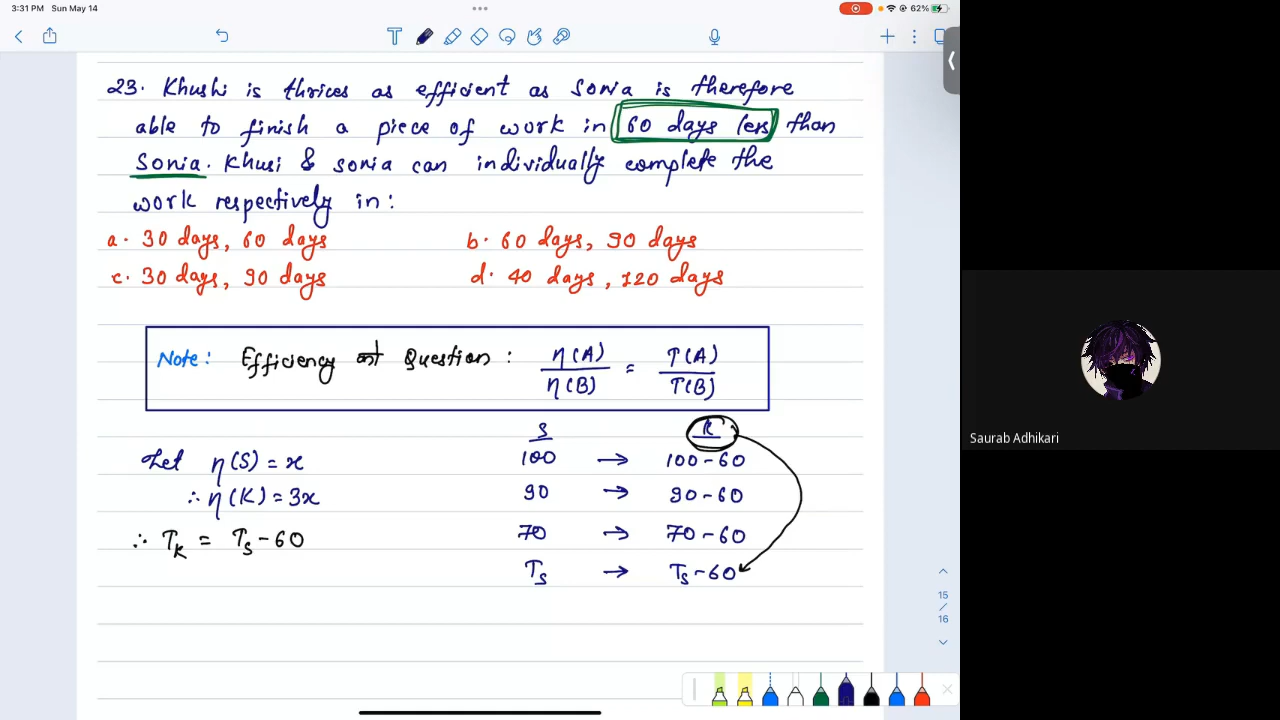 3:31 PM Sun May 14
62%
23. Khushi is thrices as efficient as Sonia is therefore
able to finish a piece of work in 60 days less than
Sonia. Khusi & sonia can individually complete the
work respectively in:
a. 30 days, 60 days
b. 60 days, 90 days
c. 30 days, 90 days
d. 40 days, 120 days
Note: Efficiency Question: η(A)/η(B) = T(A)/T(B)
S K
Let η(S) = x
100 → 100-60
∴ η(K) = 3x
90 → 90-60
∴ T_K = T_S - 60
70 → 70-60
T_S → T_S-60
15
/
16
Saurab Adhikari